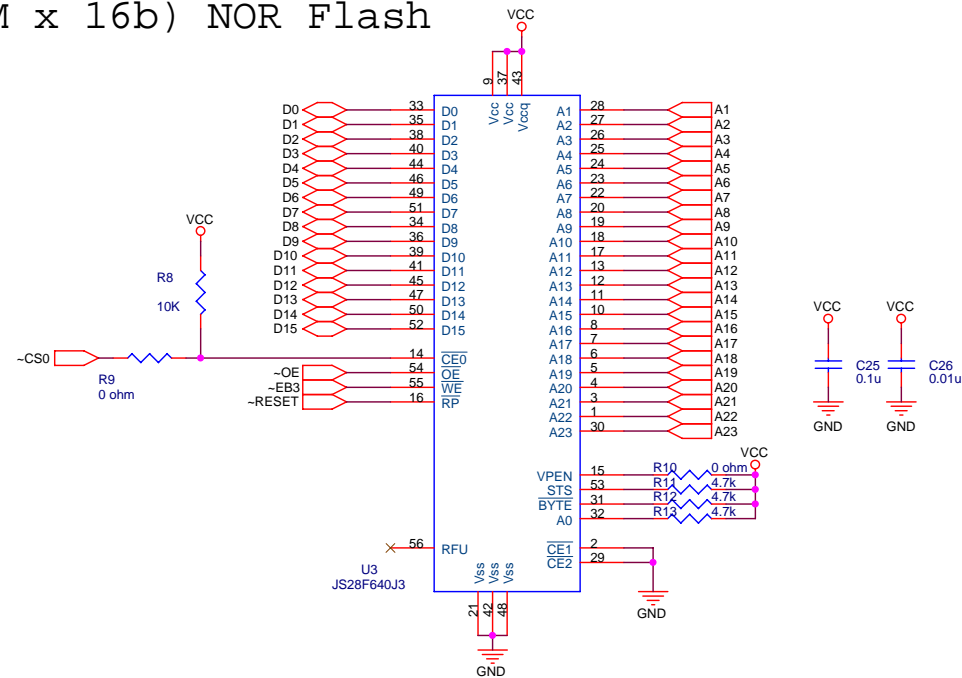 M x 16b) NOR Flash
VCC
9 37 43
Vcc Vcc Vccq
D0 33 D0 A1 28 A1
D1 35 D1 A2 27 A2
D2 38 D2 A3 26 A3
D3 40 D3 A4 25 A4
D4 44 D4 A5 24 A5
D5 46 D5 A6 23 A6
D6 49 D6 A7 22 A7
D7 51 D7 A8 20 A8
D8 34 D8 A9 19 A9
D9 36 D9 A10 18 A10
D10 39 D10 A11 17 A11
D11 41 D11 A12 13 A12
D12 45 D12 A13 12 A13
D13 47 D13 A14 11 A14
D14 50 D14 A15 10 A15
D15 52 D15 A16 8 A16
A17 7 A17
A18 6 A18
A19 5 A19
A20 4 A20
A21 3 A21
A22 1 A22
A23 30 A23
VCC
R8
10K
~CS0
R9
0 ohm
14 CE0
~OE 54 OE
~EB3 55 WE
~RESET 16 RP
VPEN 15 R10 0 ohm
STS 53 R11 4.7k
BYTE 31 R12 4.7k
A0 32 R13 4.7k
VCC
56 RFU
CE1 2
CE2 29
GND
U3
JS28F640J3
Vss Vss Vss
21 42 48
GND
VCC VCC
C25 C26
0.1u 0.01u
GND GND